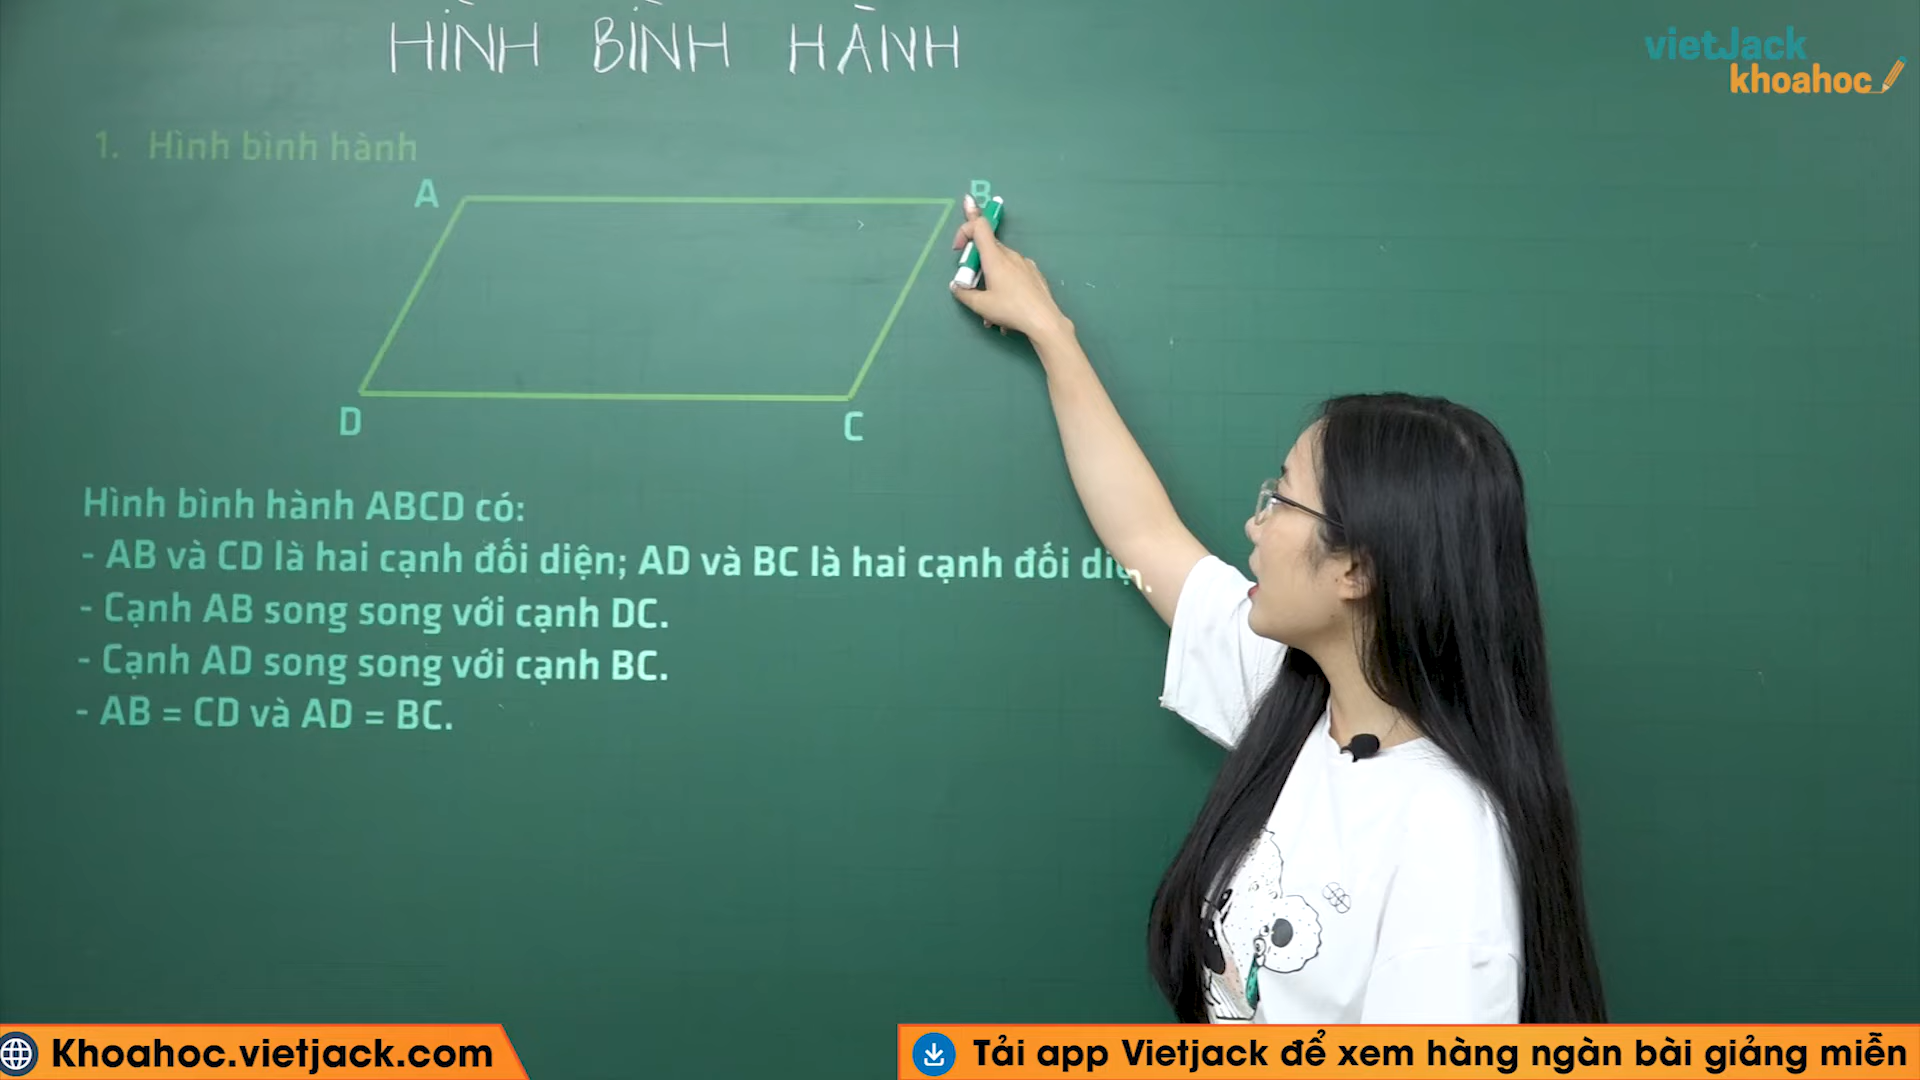 HÌNH BÌNH HÀNH
vietJack
khoahoc
1. Hình bình hành
A
B
D
C
Hình bình hành ABCD có:
- AB và CD là hai cạnh đối diện; AD và BC là hai cạnh đối diện.
- Cạnh AB song song với cạnh DC.
- Cạnh AD song song với cạnh BC.
- AB = CD và AD = BC.
Khoahoc.vietjack.com
Tải app Vietjack để xem hàng ngàn bài giảng miễn